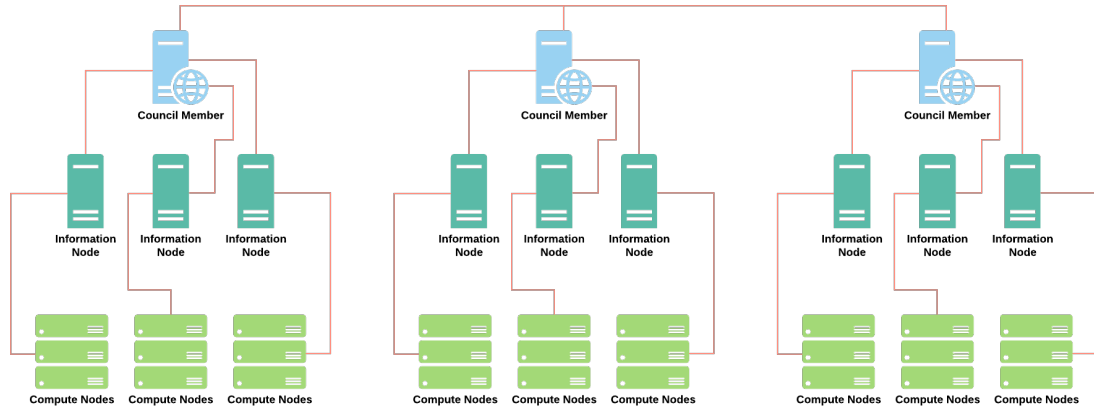 Council Member
Council Member
Council Member
Information
Node
Information
Node
Information
Node
Information
Node
Information
Node
Information
Node
Information
Node
Information
Node
Information
Node
Compute Nodes
Compute Nodes
Compute Nodes
Compute Nodes
Compute Nodes
Compute Nodes
Compute Nodes
Compute Nodes
Compute Nodes